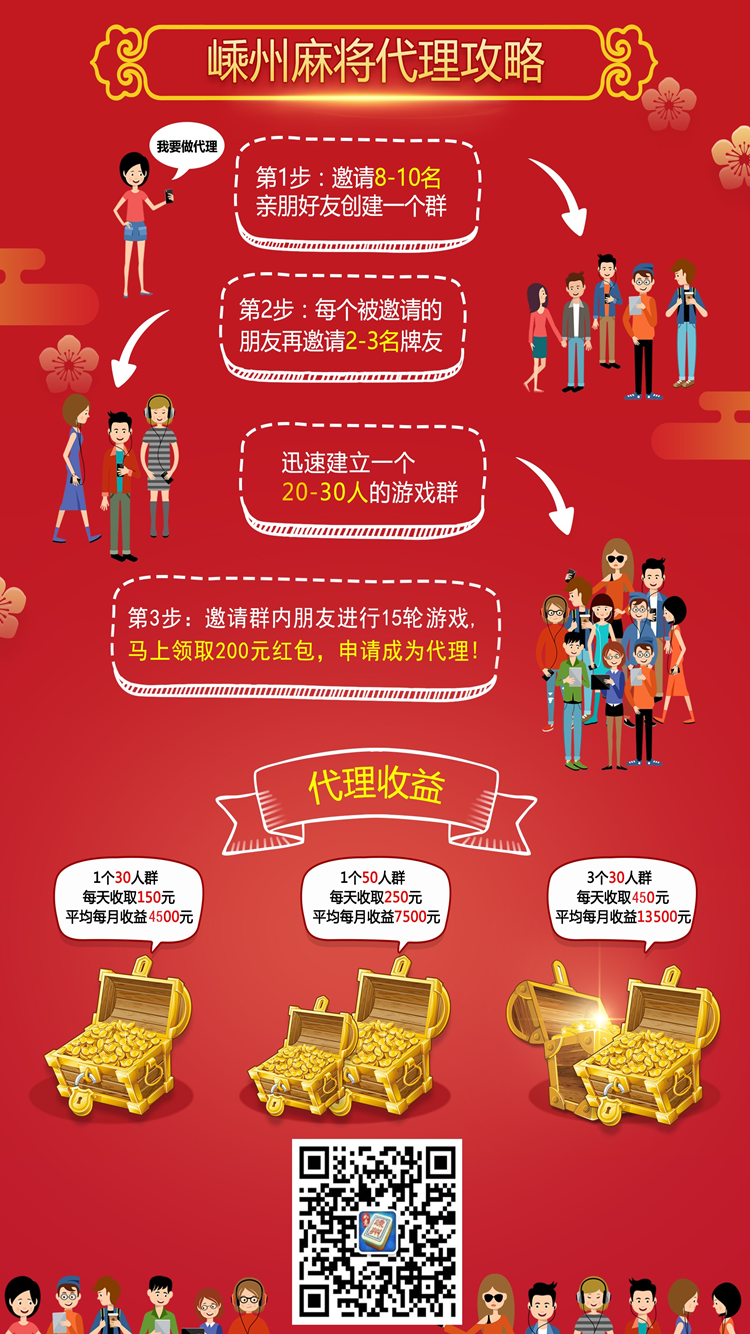 嵊州麻将代理攻略
我要做代理
第1步：邀请8-10名
亲朋好友创建一个群
第2步：每个被邀请的
朋友再邀请2-3名牌友
迅速建立一个
20-30人的游戏群
第3步：邀请群内朋友进行15轮游戏,
马上领取200元红包，申请成为代理!
代理收益
1个30人群
每天收取150元
平均每月收益4500元
1个50人群
每天收取250元
平均每月收益7500元
3个30人群
每天收取450元
平均每月收益13500元